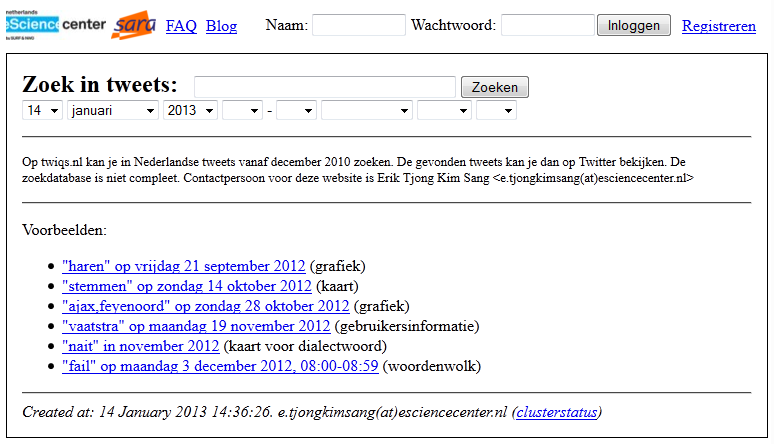 netherlands
eScience center sara FAQ Blog Naam: Wachtwoord: Inloggen Registreren
by SURF & NWO
Zoek in tweets: Zoeken
14 januari 2013 -
Op twiqs.nl kan je in Nederlandse tweets vanaf december 2010 zoeken. De gevonden tweets kan je dan op Twitter bekijken. De
zoekdatabase is niet compleet. Contactpersoon voor deze website is Erik Tjong Kim Sang <e.tjongkimsang(at)esciencecenter.nl>
Voorbeelden:
• "haren" op vrijdag 21 september 2012 (grafiek)
• "stemmen" op zondag 14 oktober 2012 (kaart)
• "ajax,feyenoord" op zondag 28 oktober 2012 (grafiek)
• "vaatstra" op maandag 19 november 2012 (gebruikersinformatie)
• "nait" in november 2012 (kaart voor dialectwoord)
• "fail" op maandag 3 december 2012, 08:00-08:59 (woordenwolk)
Created at: 14 January 2013 14:36:26. e.tjongkimsang(at)esciencecenter.nl (clusterstatus)